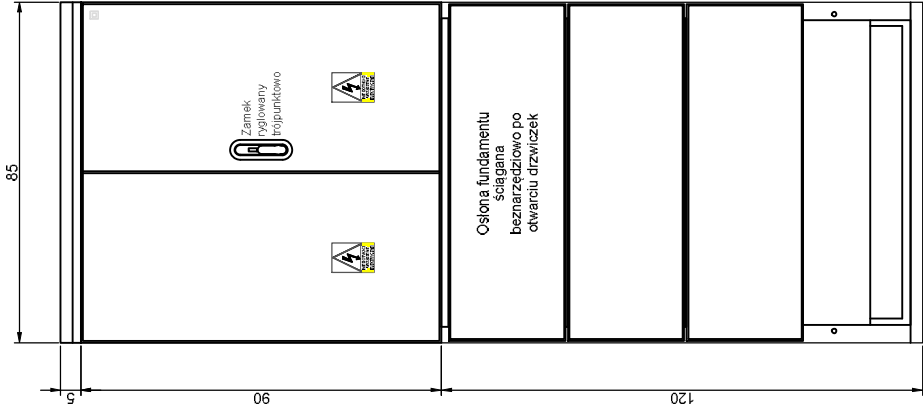 85
Zamek
ryglowany
trójpunktowo
Osłona fundamentu
ściągana
beznarzędziowo po
otwarciu drzwiczek
5
90
120